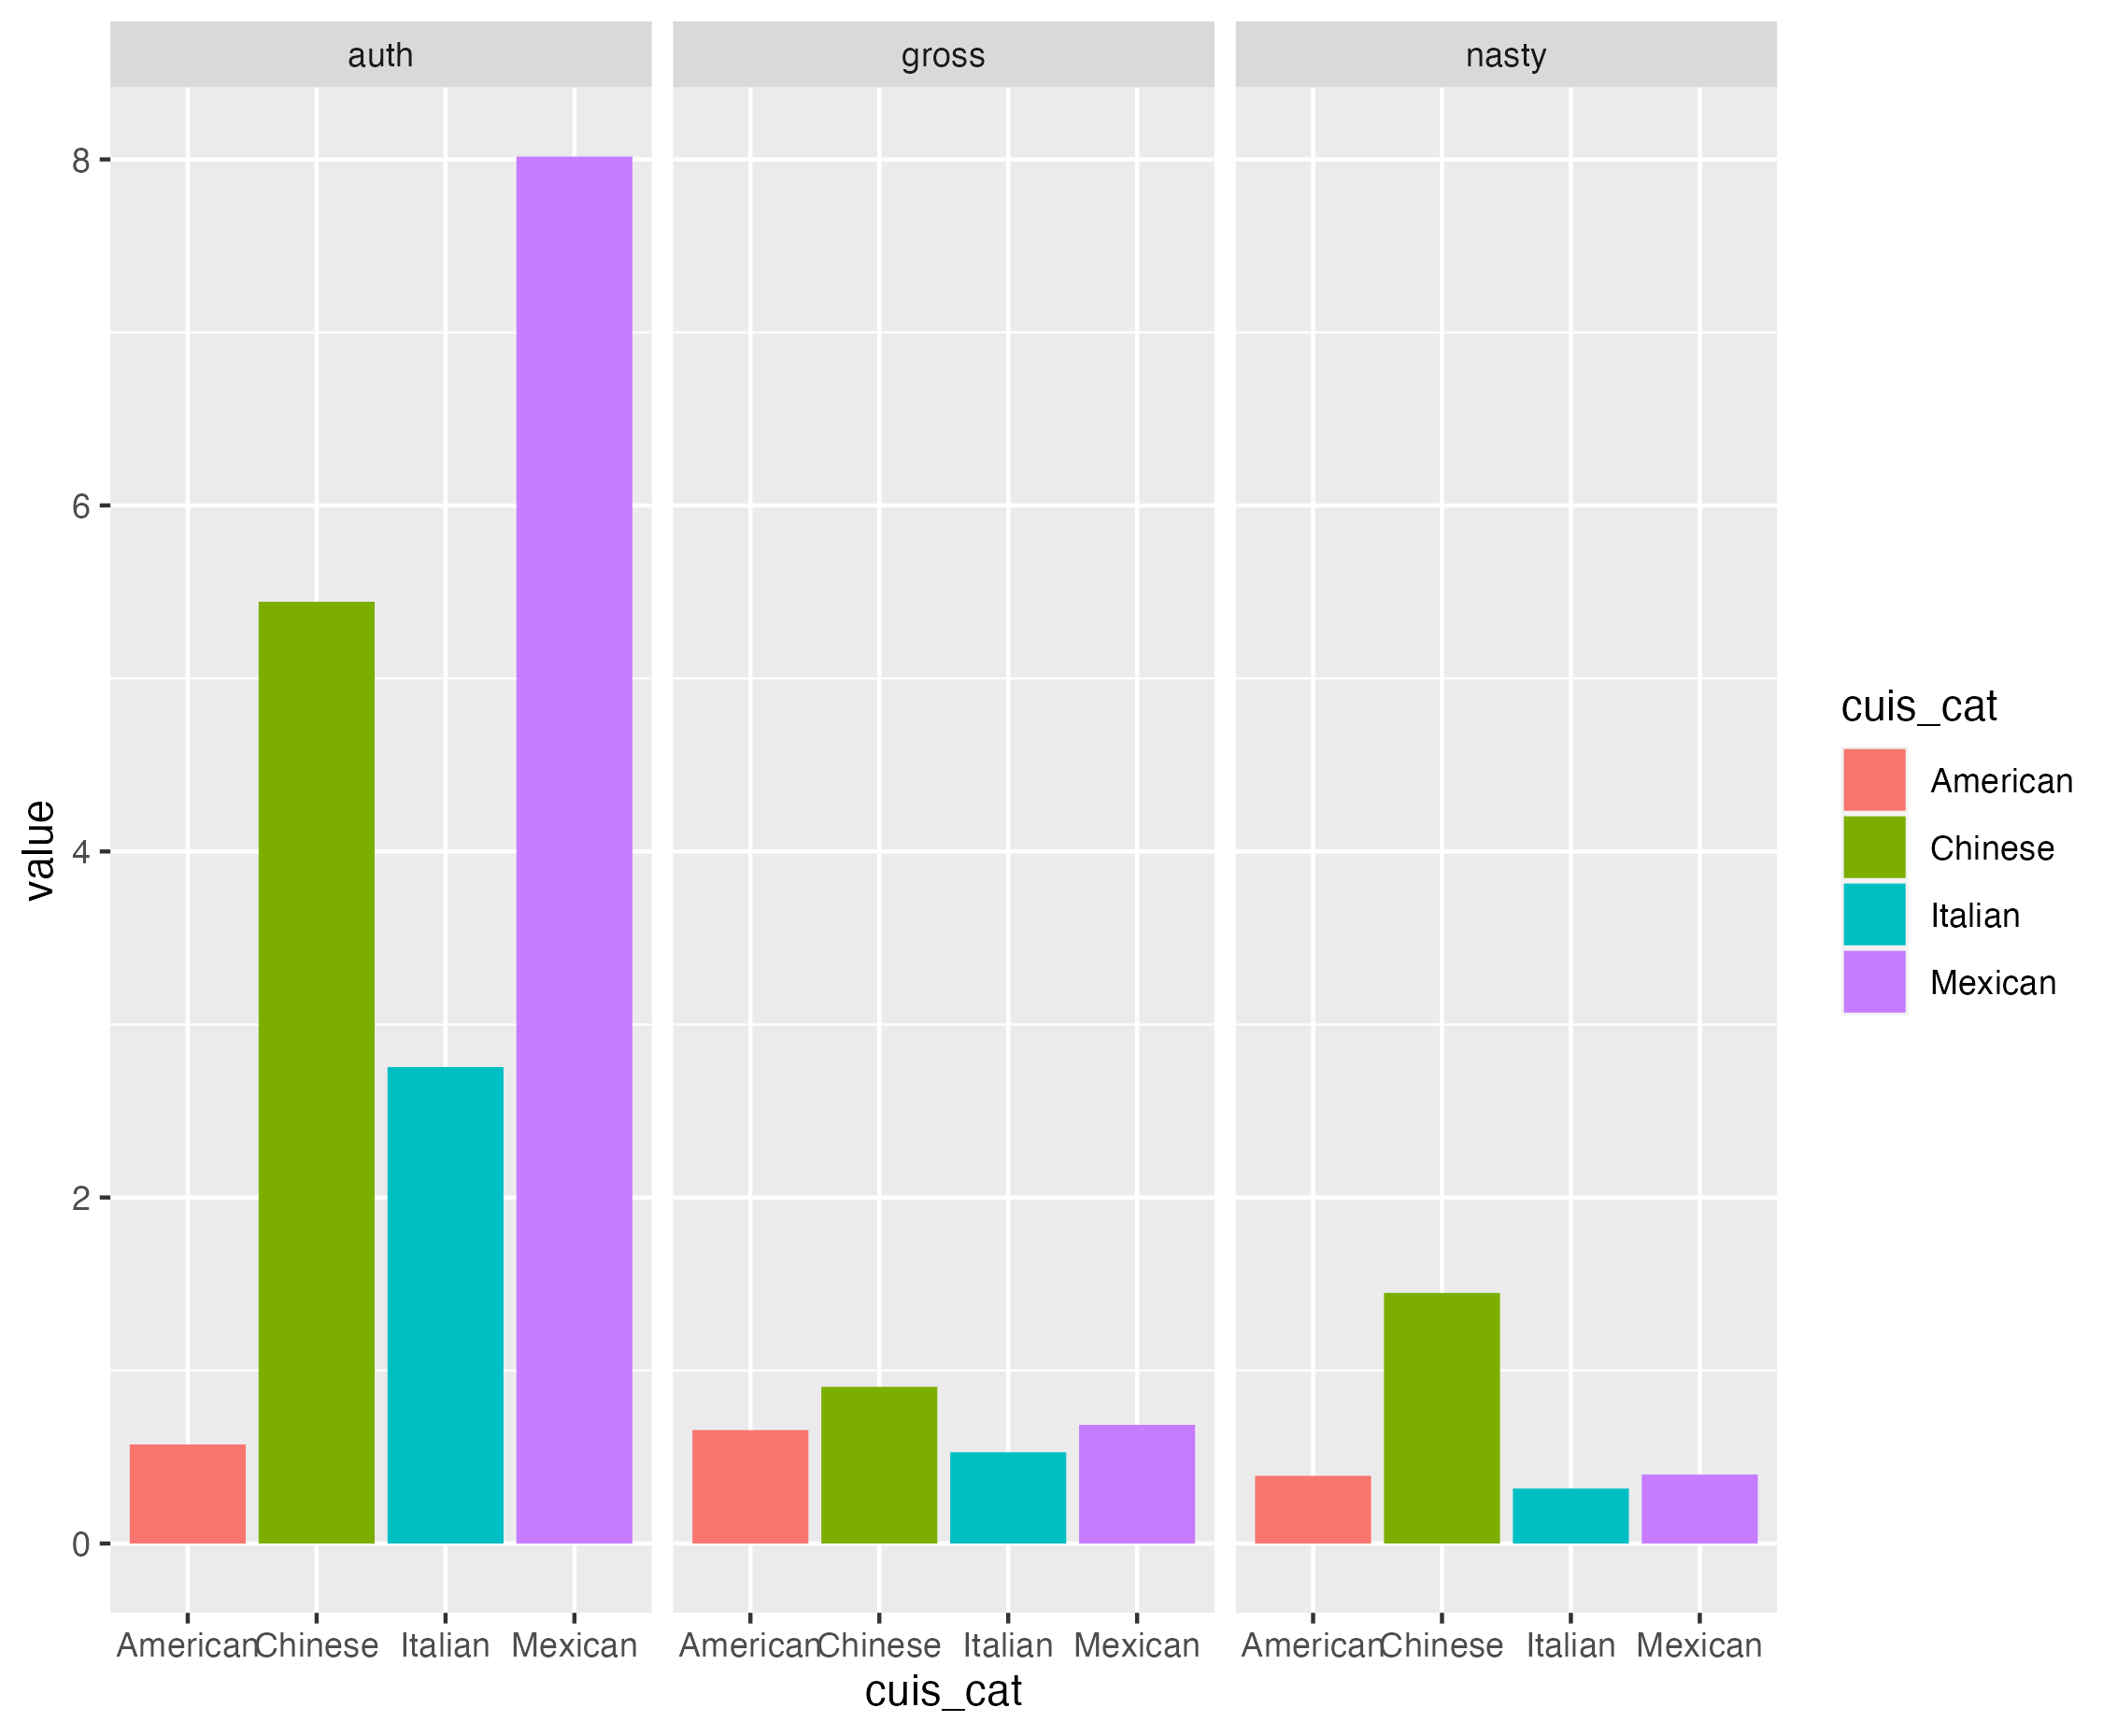 auth gross nasty
8
6
4
2
0
value
American Chinese Italian Mexican American Chinese Italian Mexican American Chinese Italian Mexican
cuis_cat
cuis_cat
American
Chinese
Italian
Mexican